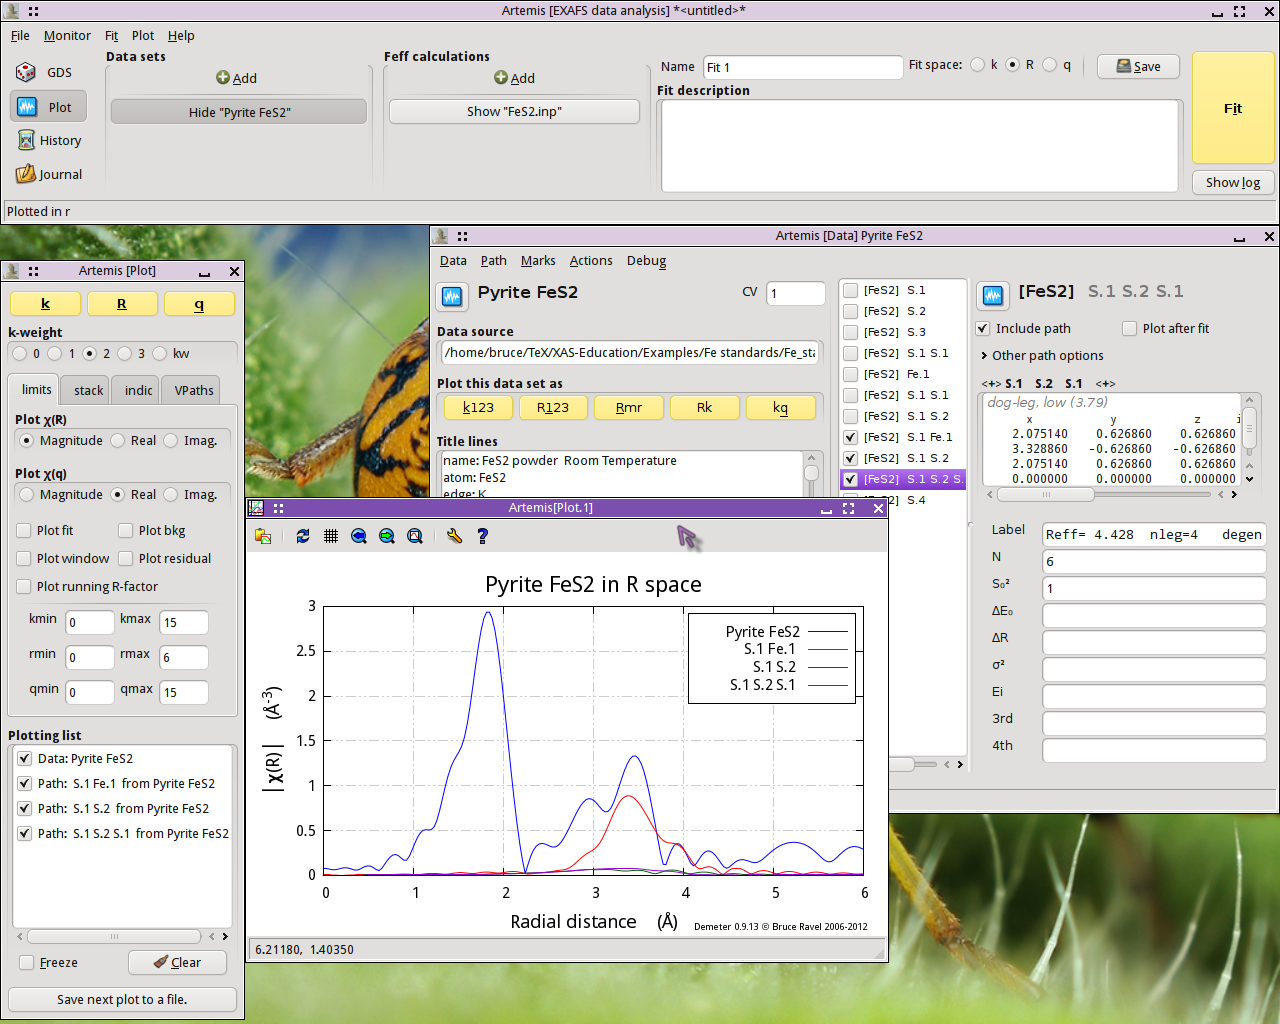 Artemis [EXAFS data analysis] *<untitled>*
File Monitor Fit Plot Help
GDS
Plot
History
Journal
Data sets
Add
Hide "Pyrite FeS2"
Feff calculations
Add
Show "FeS2.inp"
Name Fit 1 Fit space: k R q Save
Fit description
Fit
Show log
Plotted in r
Artemis [Plot]
k R q
k-weight
0 1 2 3 kw
limits stack indic VPaths
Plot χ(R)
Magnitude Real Imag.
Plot χ(q)
Magnitude Real Imag.
Plot fit Plot bkg
Plot window Plot residual
Plot running R-factor
kmin 0 kmax 15
rmin 0 rmax 6
qmin 0 qmax 15
Plotting list
Data: Pyrite FeS2
Path: S.1 Fe.1 from Pyrite FeS2
Path: S.1 S.2 from Pyrite FeS2
Path: S.1 S.2 S.1 from Pyrite FeS2
Freeze Clear
Save next plot to a file.
Artemis [Data] Pyrite FeS2
Data Path Marks Actions Debug
Pyrite FeS2 CV 1
Data source
/home/bruce/TeX/XAS-Education/Examples/Fe standards/Fe_sta
Plot this data set as
k123 R123 Rmr Rk kq
Title lines
name: FeS2 powder Room Temperature
atom: FeS2
edge: K
[FeS2] S.1
[FeS2] S.2
[FeS2] S.3
[FeS2] S.1 S.1
[FeS2] Fe.1
[FeS2] S.1 S.1
[FeS2] S.1 S.2
[FeS2] S.1 Fe.1
[FeS2] S.1 S.2
[FeS2] S.1 S.2 S.
[FeS2] S.4
[FeS2] S.1 S.2 S.1
Include path Plot after fit
Other path options
<+> S.1 S.2 S.1 <+>
dog-leg, low (3.79)
x y z i
2.075140 0.626860 0.626860
3.328860 -0.626860 -0.626860
2.075140 0.626860 0.626860
0.000000 0.000000 0.000000
Label Reff= 4.428 nleg=4 degen
N 6
S₀² 1
ΔE₀
ΔR
σ²
Ei
3rd
4th
Artemis[Plot.1]
Pyrite FeS2 in R space
Pyrite FeS2
S.1 Fe.1
S.1 S.2
S.1 S.2 S.1
|χ(R)| (Å⁻³)
3
2.5
2
1.5
1
0.5
0
0 1 2 3 4 5 6
Radial distance (Å)
Demeter 0.9.13 © Bruce Ravel 2006-2012
6.21180, 1.40350